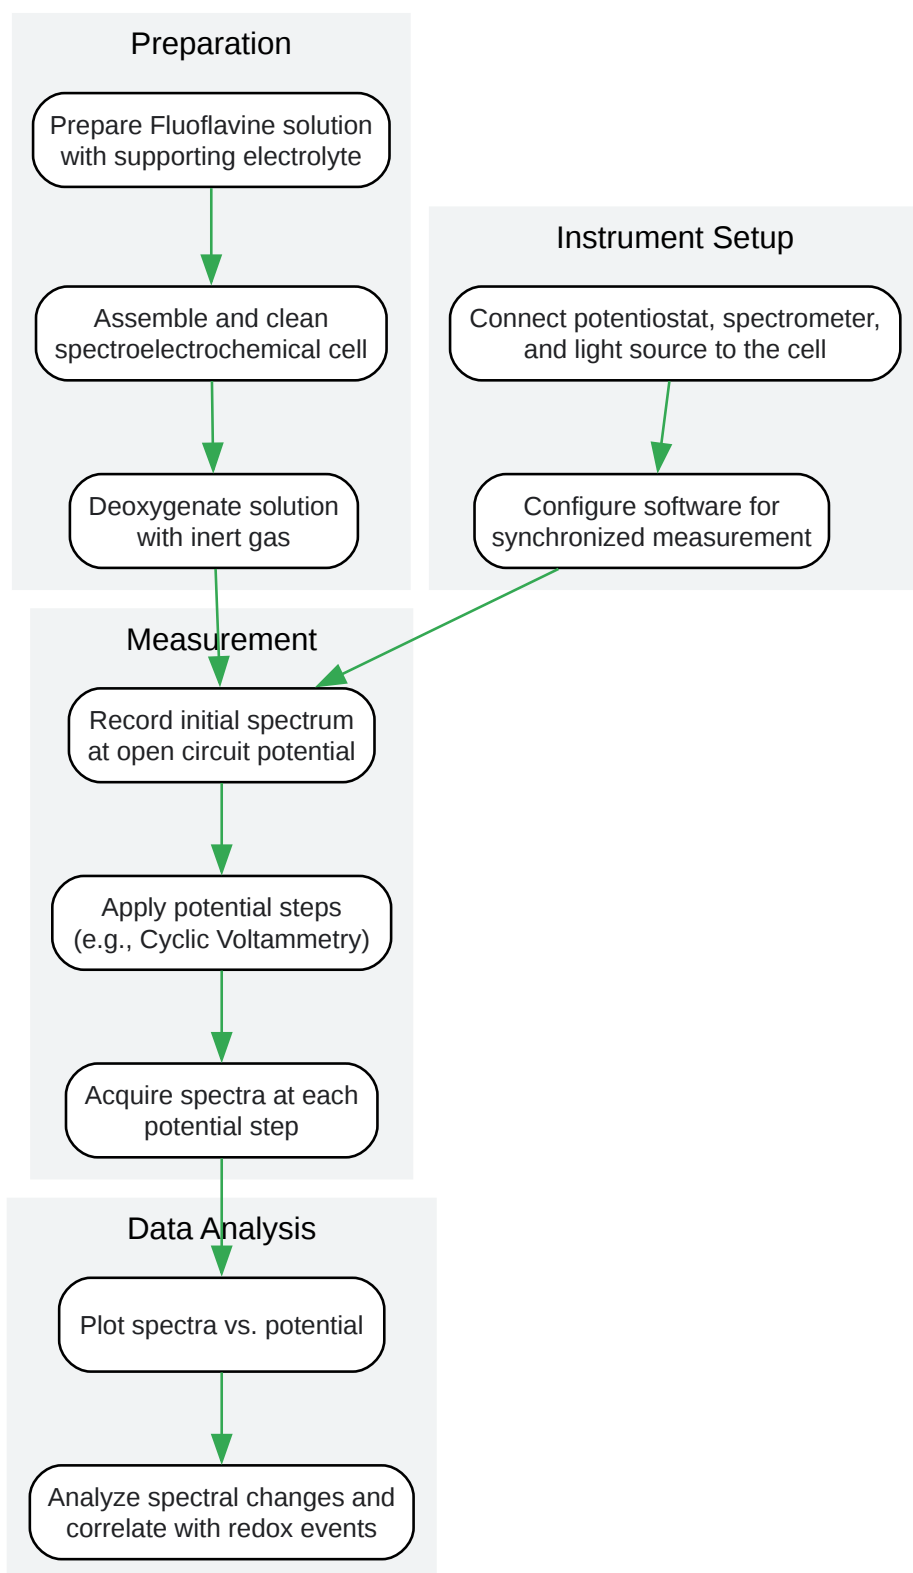 Preparation
Prepare Fluoflavine solution
with supporting electrolyte
Assemble and clean
spectroelectrochemical cell
Deoxygenate solution
with inert gas
Instrument Setup
Connect potentiostat, spectrometer,
and light source to the cell
Configure software for
synchronized measurement
Measurement
Record initial spectrum
at open circuit potential
Apply potential steps
(e.g., Cyclic Voltammetry)
Acquire spectra at each
potential step
Data Analysis
Plot spectra vs. potential
Analyze spectral changes and
correlate with redox events